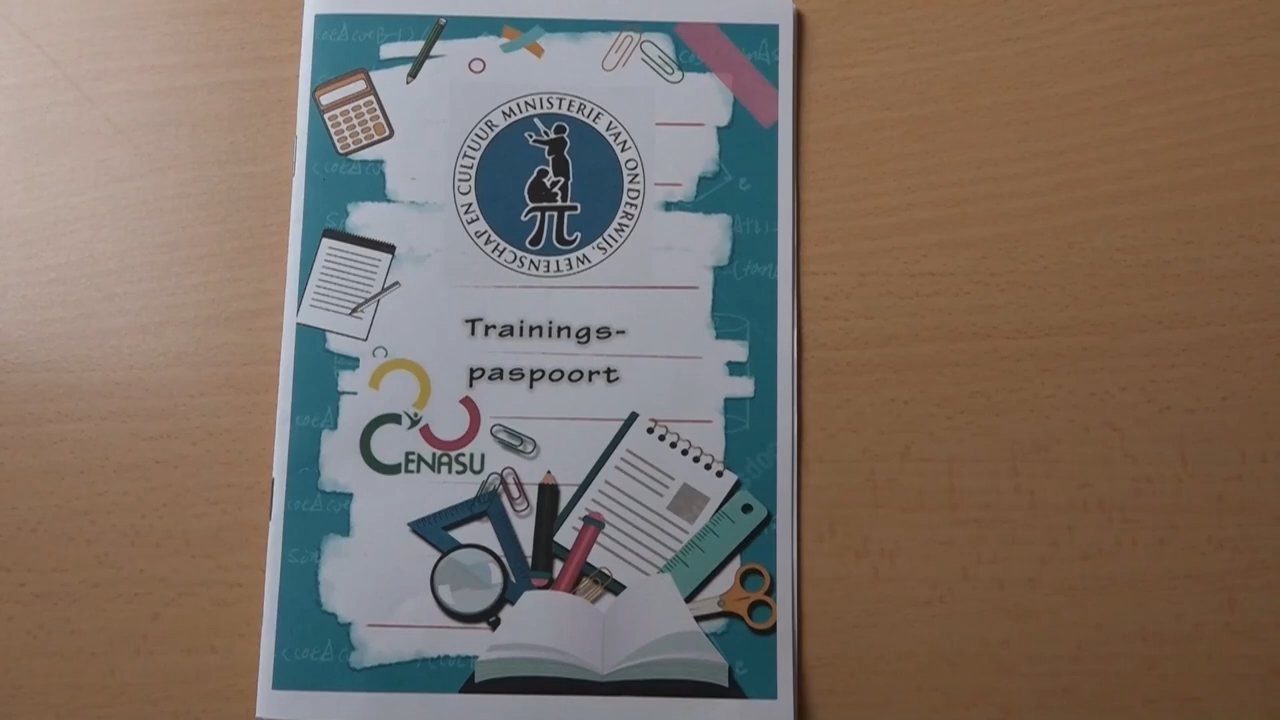 MINISTERIE VAN ONDERWIJS, WETENSCHAP EN CULTUUR
Trainings-
paspoort
CENASU